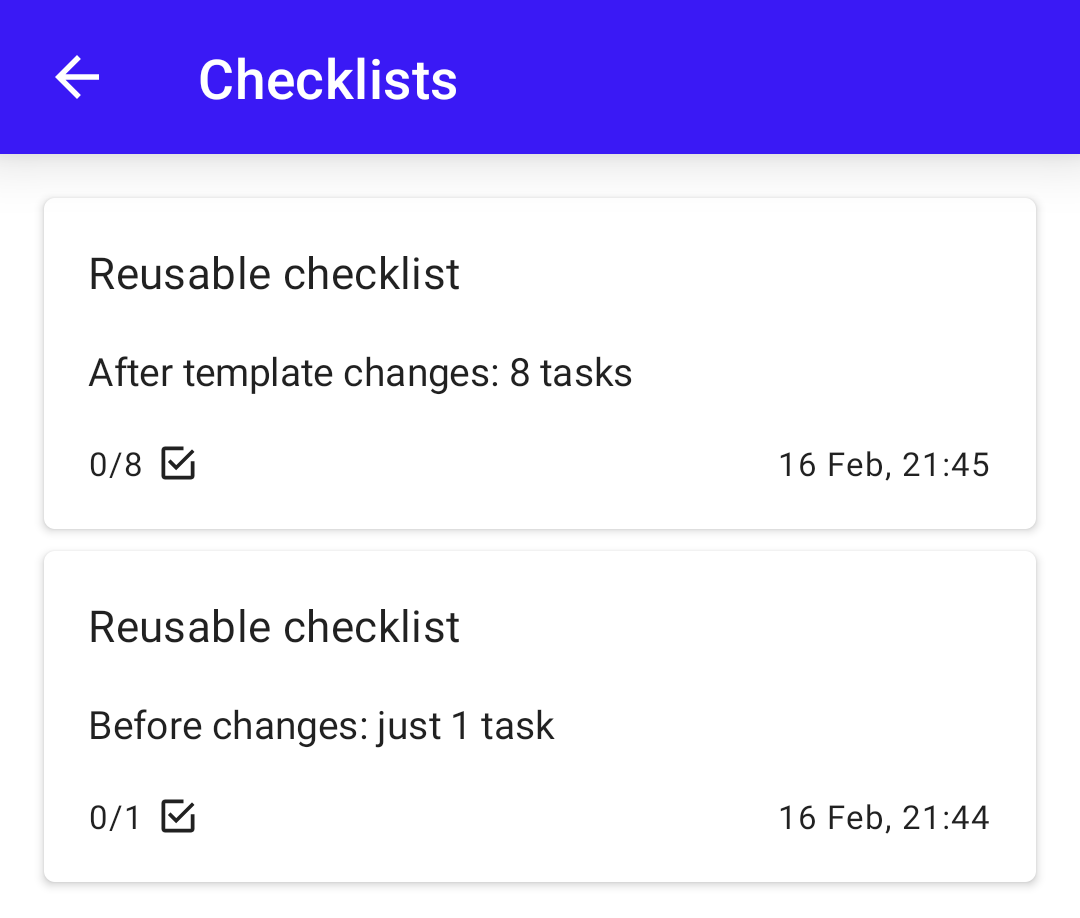 Checklists
Reusable checklist
After template changes: 8 tasks
0/8 16 Feb, 21:45
Reusable checklist
Before changes: just 1 task
0/1 16 Feb, 21:44